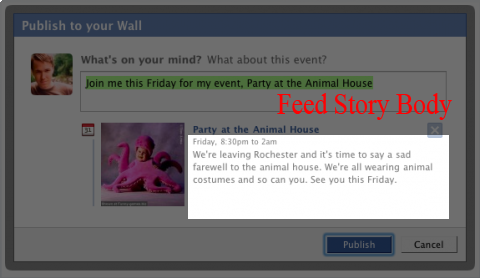 Publish to your Wall
What's on your mind? What about this event?
Join me this Friday for my event, Party at the Animal House
Feed Story Body
31
Party at the Animal House
Friday, 8:30pm to 2am
We're leaving Rochester and it's time to say a sad
farewell to the animal house. We're all wearing animal
costumes and so can you. See you this Friday.
Publish
Cancel